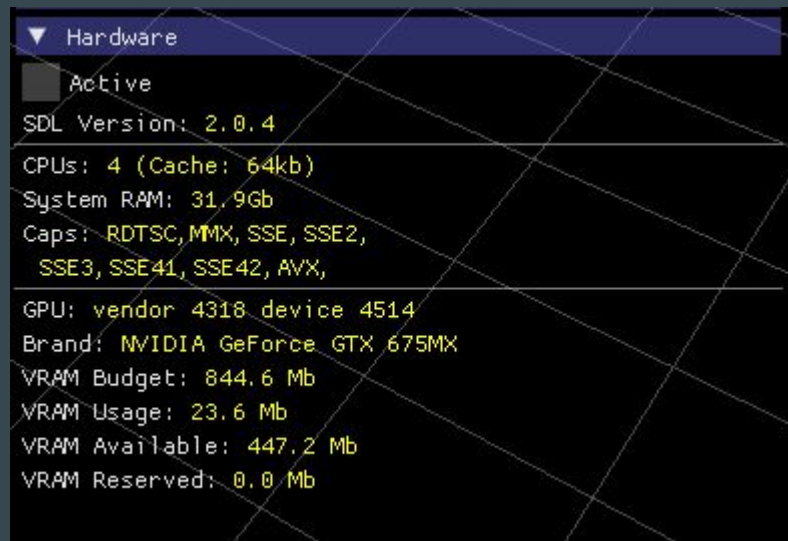 Hardware
Active
SDL Version: 2.0.4
CPUs: 4 (Cache: 64kb)
System RAM: 31.9Gb
Caps: RDTSC,MMX,SSE,SSE2,
SSE3,SSE41,SSE42,AVX,
GPU: vendor 4318 device 4514
Brand: NVIDIA GeForce GTX 675MX
VRAM Budget: 844.6 Mb
VRAM Usage: 23.6 Mb
VRAM Available: 447.2 Mb
VRAM Reserved: 0.0 Mb